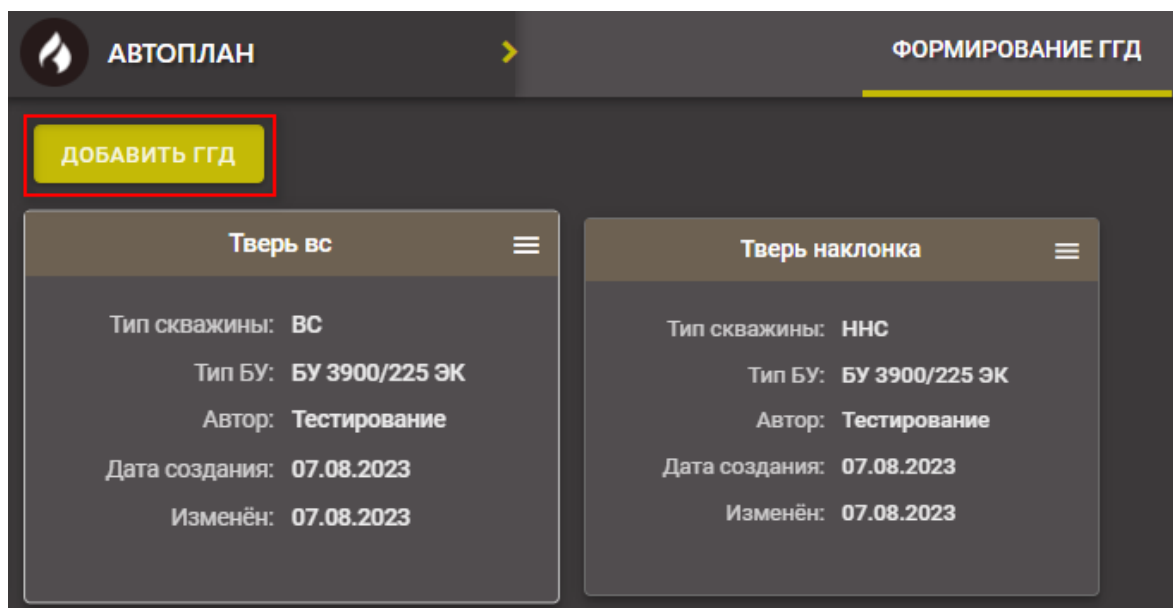 АВТОПЛАН
ФОРМИРОВАНИЕ ГГД
ДОБАВИТЬ ГГД
Тверь вс
Тип скважины: ВС
Тип БУ: БУ 3900/225 ЭК
Автор: Тестирование
Дата создания: 07.08.2023
Изменён: 07.08.2023
Тверь наклонка
Тип скважины: ННС
Тип БУ: БУ 3900/225 ЭК
Автор: Тестирование
Дата создания: 07.08.2023
Изменён: 07.08.2023